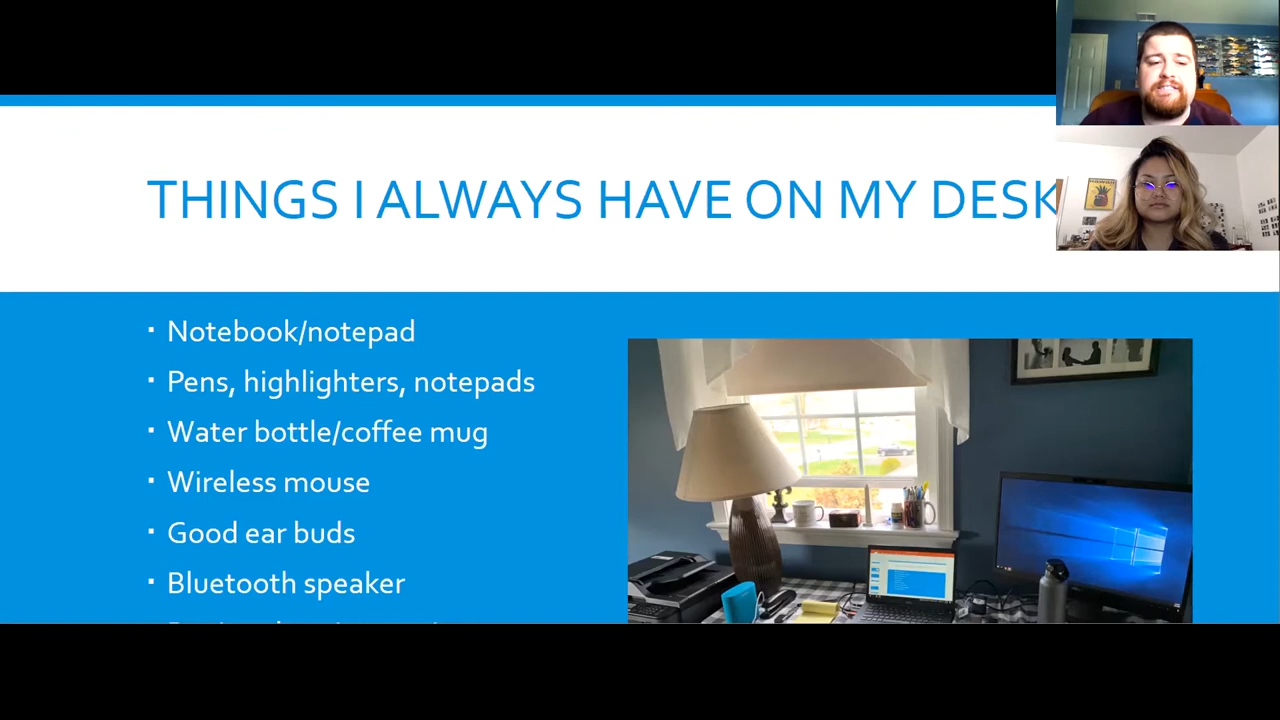 THINGS I ALWAYS HAVE ON MY DESK
Notebook/notepad
Pens, highlighters, notepads
Water bottle/coffee mug
Wireless mouse
Good ear buds
Bluetooth speaker